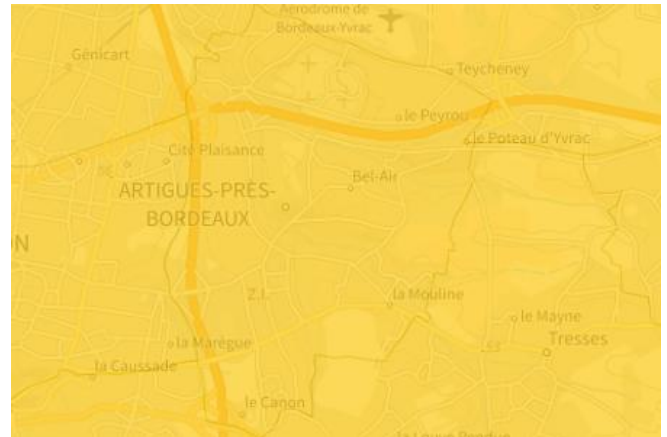 Aérodrome de
Bordeaux-Yvrac
Génicart
Teycheney
le Peyrou
le Poteau d'Yvrac
Cité Plaisance
Bel-Air
ARTIGUES-PRÈS-
BORDEAUX
ON
Z.I.
la Mouline
le Mayne
Tresses
la Marègue
la Caussade
le Canon